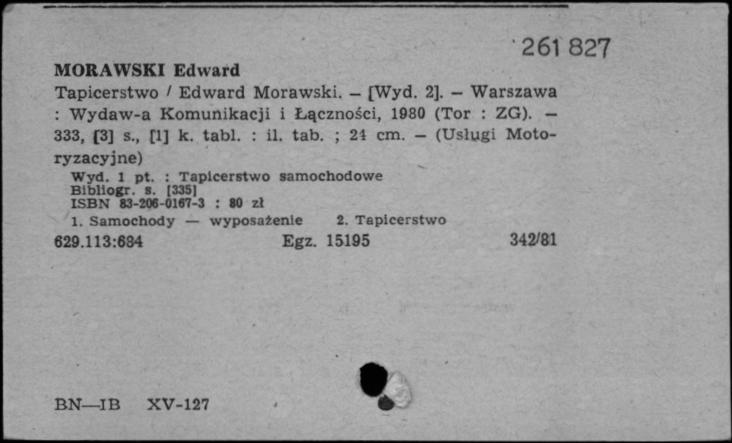 261 827
MORAWSKI Edward
Tapicerstwo / Edward Morawski. — [Wyd. 2]. — Warszawa
: Wydaw-a Komunikacji i Łączności, 1980 (Tor : ZG). —
333, [3] s., [1] k. tabl. : il. tab. ; 24 cm. — (Usługi Moto-
ryzacyjne)
Wyd. 1 pt. : Tapicerstwo samochodowe
Bibliogr. s. [335]
ISBN 83-206-0167-3 : 80 zł
1. Samochody — wyposażenie 2. Tapicerstwo
629.113:684 Egz. 15195 342/81
BN—IB XV-127